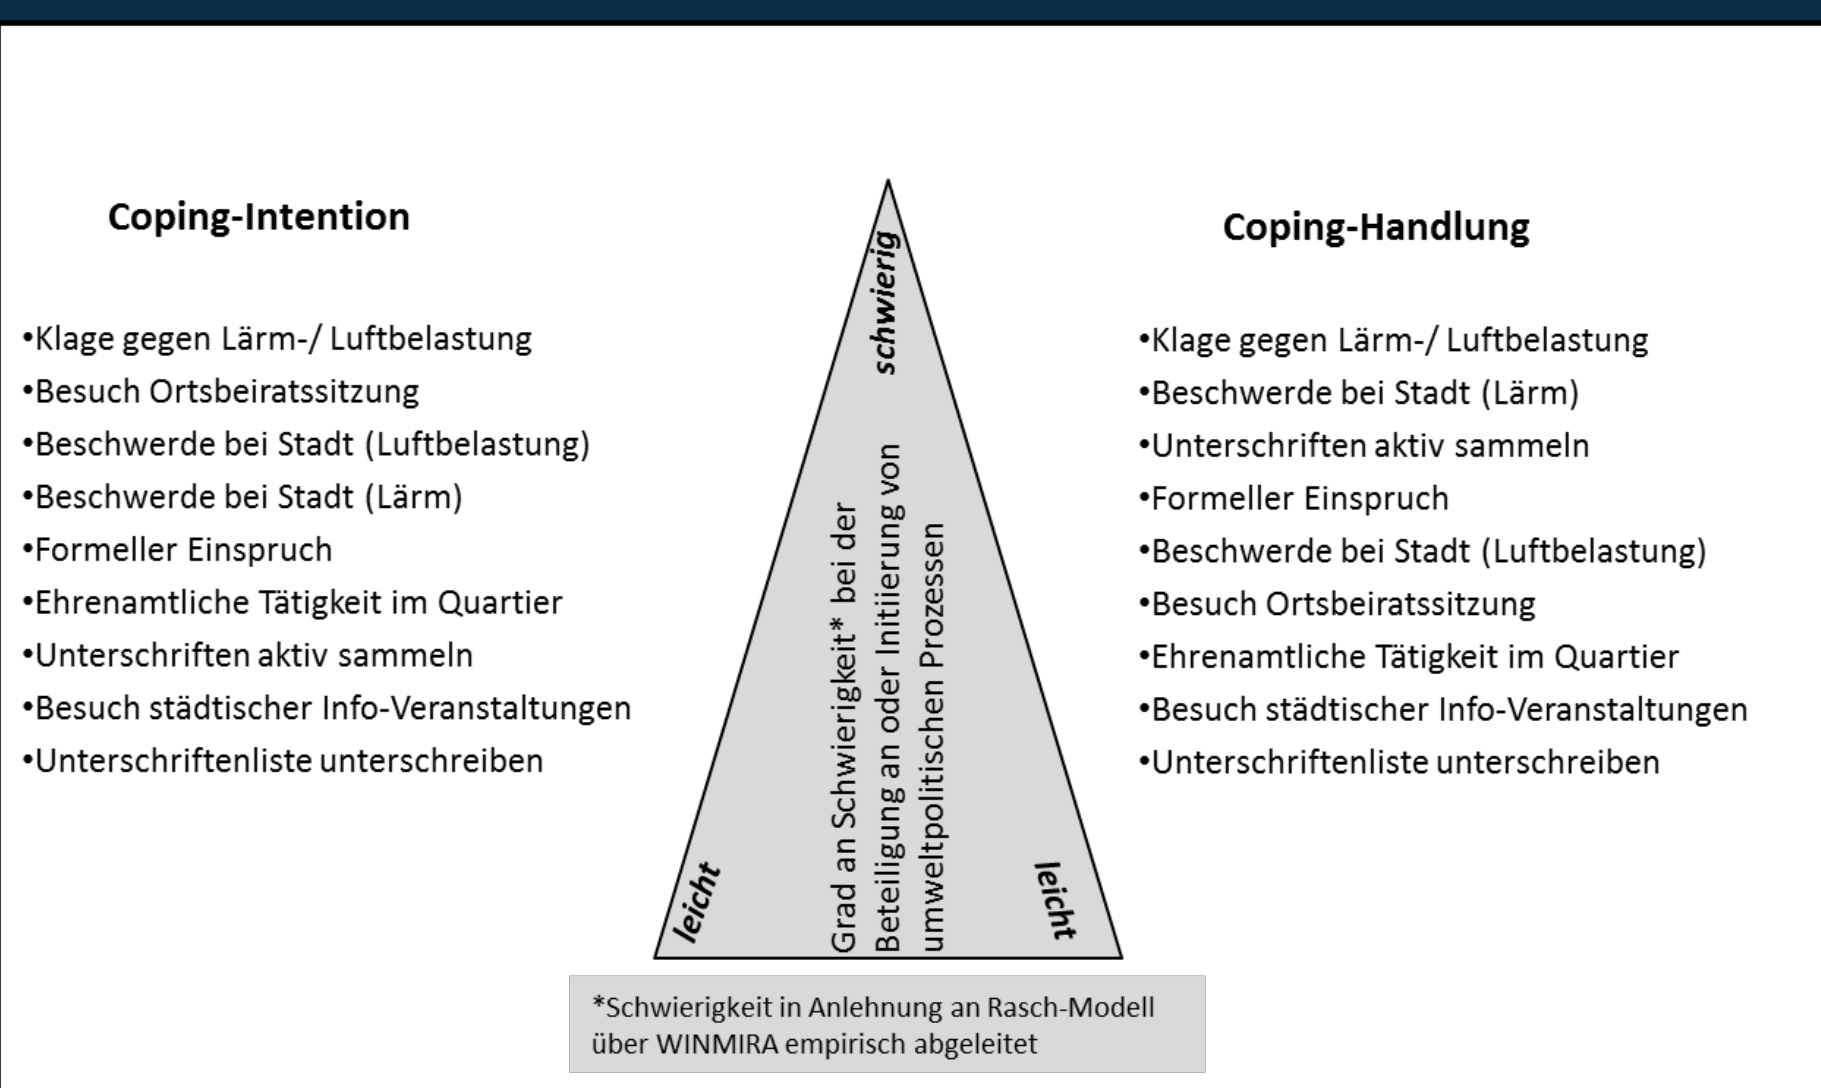 Coping-Intention
•Klage gegen Lärm-/ Luftbelastung
•Besuch Ortsbeiratssitzung
•Beschwerde bei Stadt (Luftbelastung)
•Beschwerde bei Stadt (Lärm)
•Formeller Einspruch
•Ehrenamtliche Tätigkeit im Quartier
•Unterschriften aktiv sammeln
•Besuch städtischer Info-Veranstaltungen
•Unterschriftenliste unterschreiben
schwierig
Grad an Schwierigkeit* bei der
Beteiligung an oder Initiierung von
umweltpolitischen Prozessen
leicht
leicht
Coping-Handlung
•Klage gegen Lärm-/ Luftbelastung
•Beschwerde bei Stadt (Lärm)
•Unterschriften aktiv sammeln
•Formeller Einspruch
•Beschwerde bei Stadt (Luftbelastung)
•Besuch Ortsbeiratssitzung
•Ehrenamtliche Tätigkeit im Quartier
•Besuch städtischer Info-Veranstaltungen
•Unterschriftenliste unterschreiben
*Schwierigkeit in Anlehnung an Rasch-Modell
über WINMIRA empirisch abgeleitet